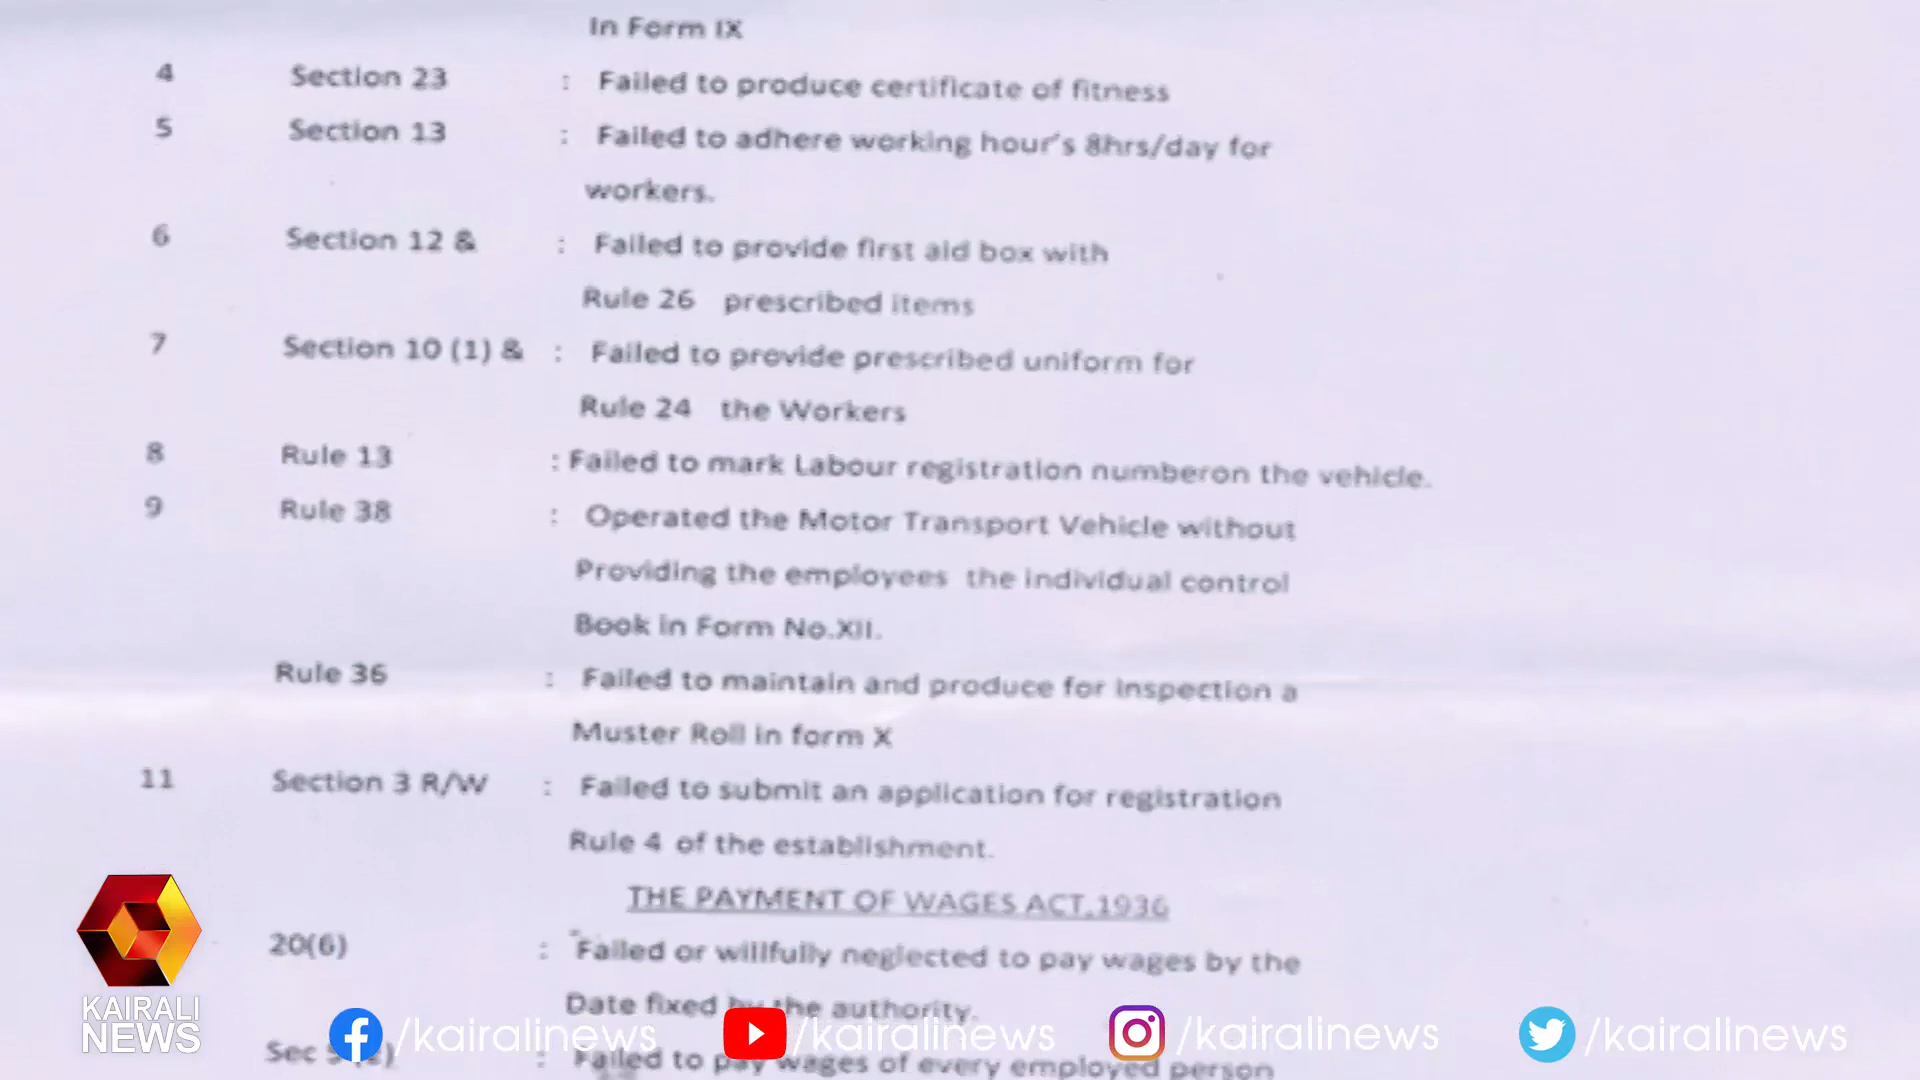 In Form IX
4 Section 23 : Failed to produce certificate of fitness
5 Section 13 : Failed to adhere working hour's 8hrs/day for
workers.
6 Section 12 & : Failed to provide first aid box with
Rule 26 prescribed items
7 Section 10 (1) & : Failed to provide prescribed uniform for
Rule 24 the Workers
8 Rule 13 : Failed to mark Labour registration numberon the vehicle.
9 Rule 38 : Operated the Motor Transport Vehicle without
Providing the employees the individual control
Book in Form No.XII.
Rule 36 : Failed to maintain and produce for inspection a
Muster Roll in form X
11 Section 3 R/W : Failed to submit an application for registration
Rule 4 of the establishment.
THE PAYMENT OF WAGES ACT,1936
20(6) : Failed or willfully neglected to pay wages by the
Date fixed by the authority.
Sec : Failed to pay wages of every employed person
KAIRALI
NEWS
/kairalinews /kairalinews /kairalinews /kairalinews